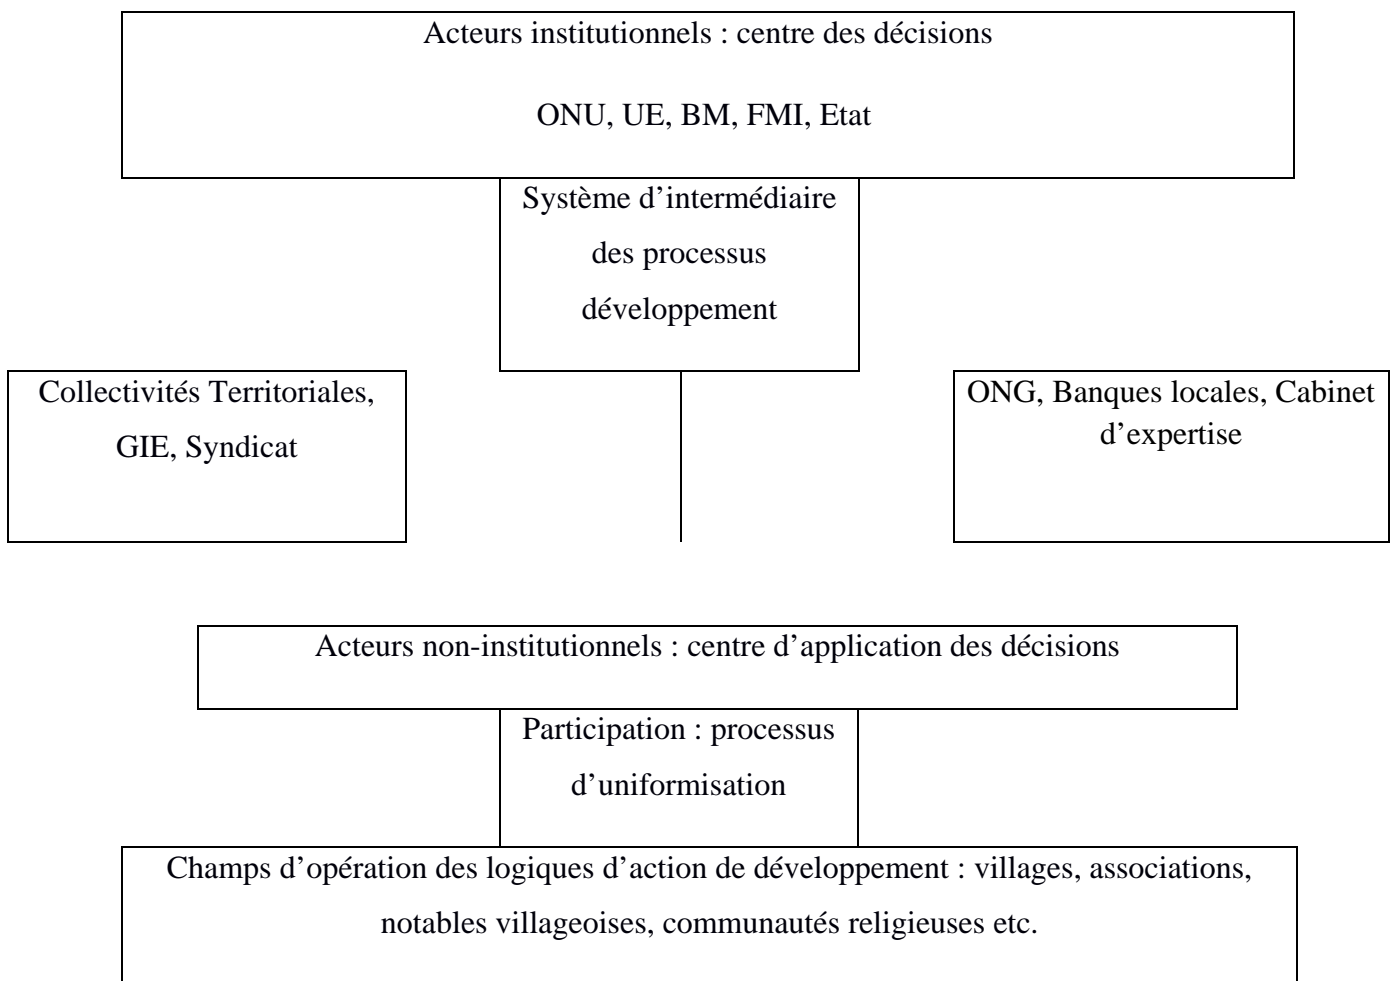 Acteurs institutionnels : centre des décisions
ONU, UE, BM, FMI, Etat
Système d’intermédiaire
des processus
développement
Collectivités Territoriales,
GIE, Syndicat
ONG, Banques locales, Cabinet
d’expertise
Acteurs non-institutionnels : centre d’application des décisions
Participation : processus
d’uniformisation
Champs d’opération des logiques d’action de développement : villages, associations,
notables villageoises, communautés religieuses etc.